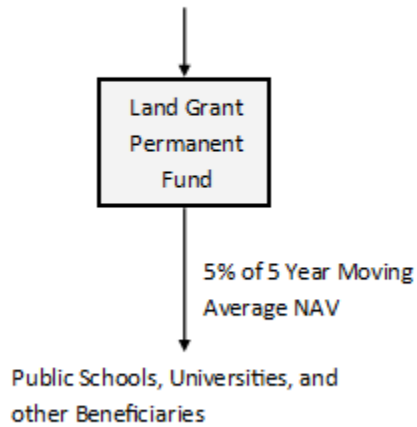 Land Grant
Permanent
Fund
5% of 5 Year Moving
Average NAV
Public Schools, Universities, and
other Beneficiaries